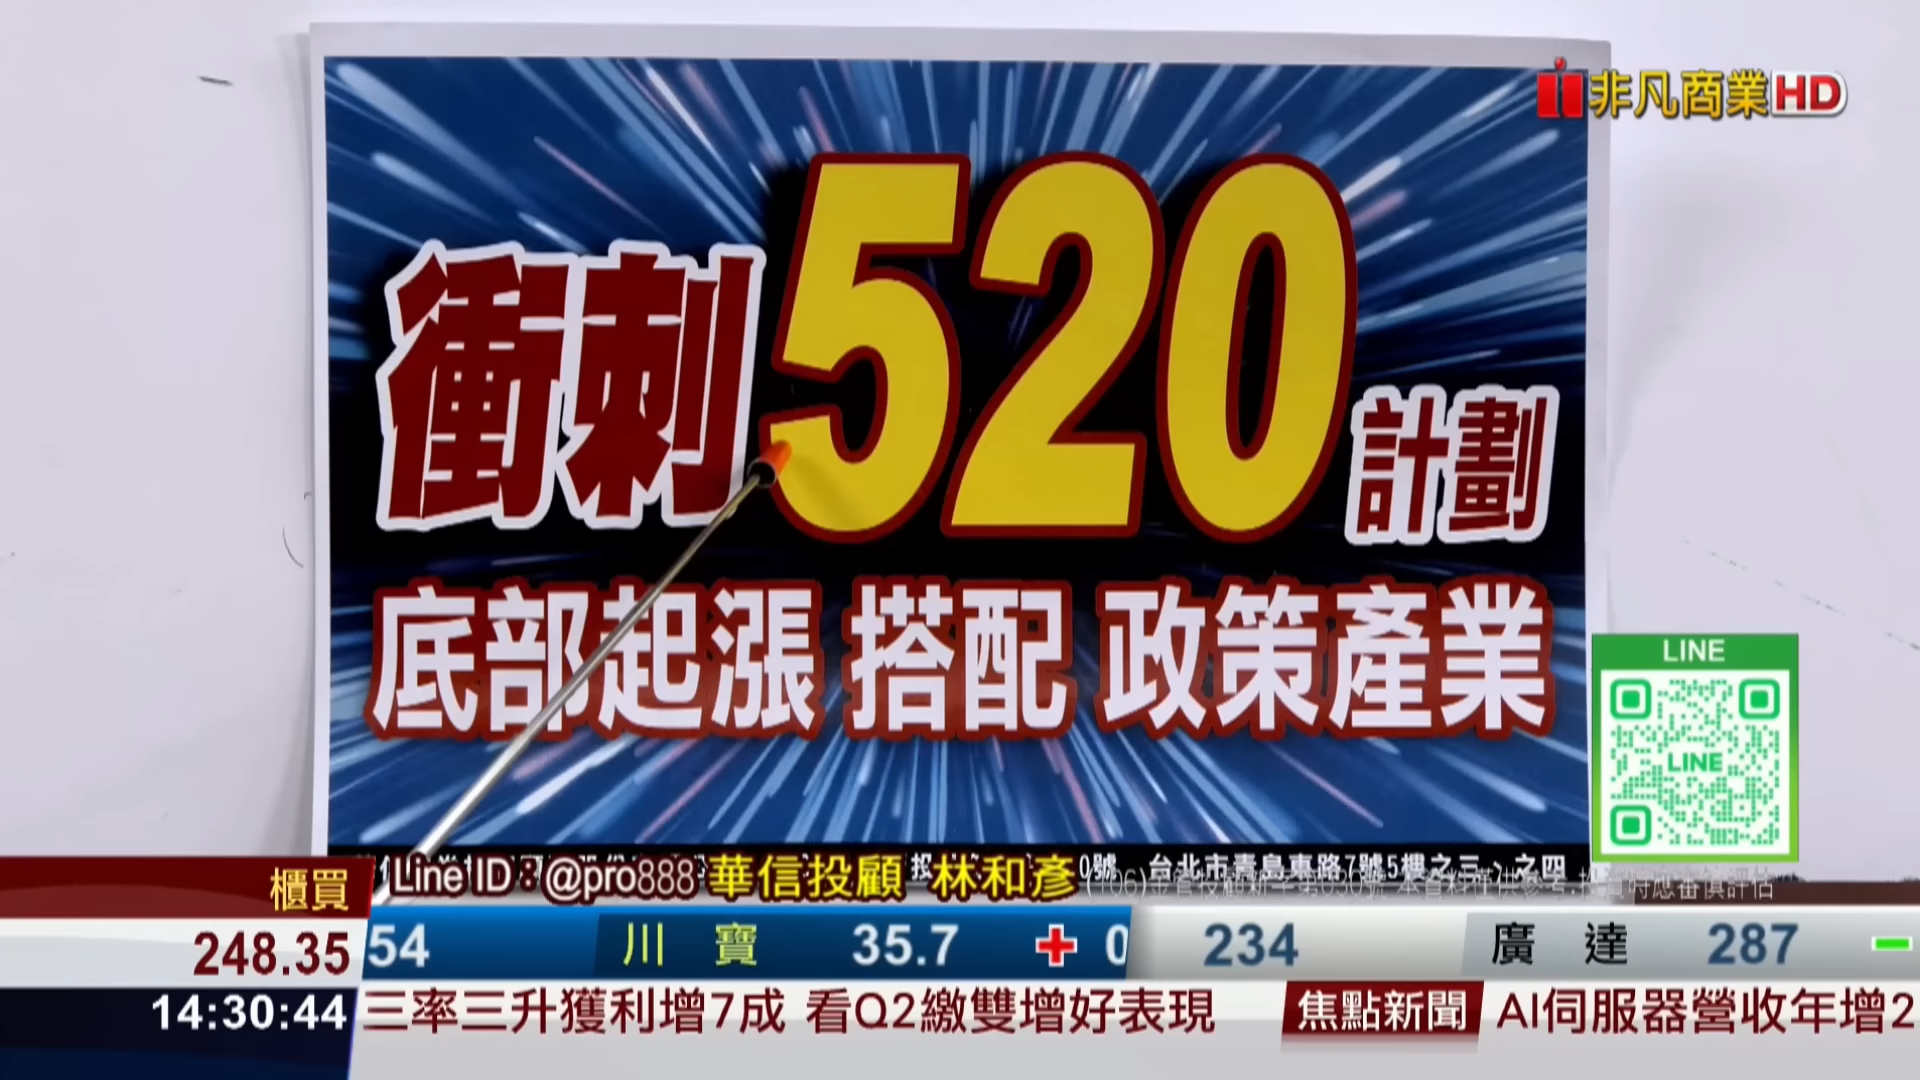 非凡商業HD
衝刺520計劃
底部起漲 搭配 政策產業
LINE
LINE
號 台北市青島東路7號5樓之三、之四
Line ID：@pro888 華信投顧 林和彥
櫃買
248.35
54 川寶 35.7 0 234 廣達 287
14:30:44
三率三升獲利增7成 看Q2繳雙增好表現 焦點新聞 AI伺服器營收年增2